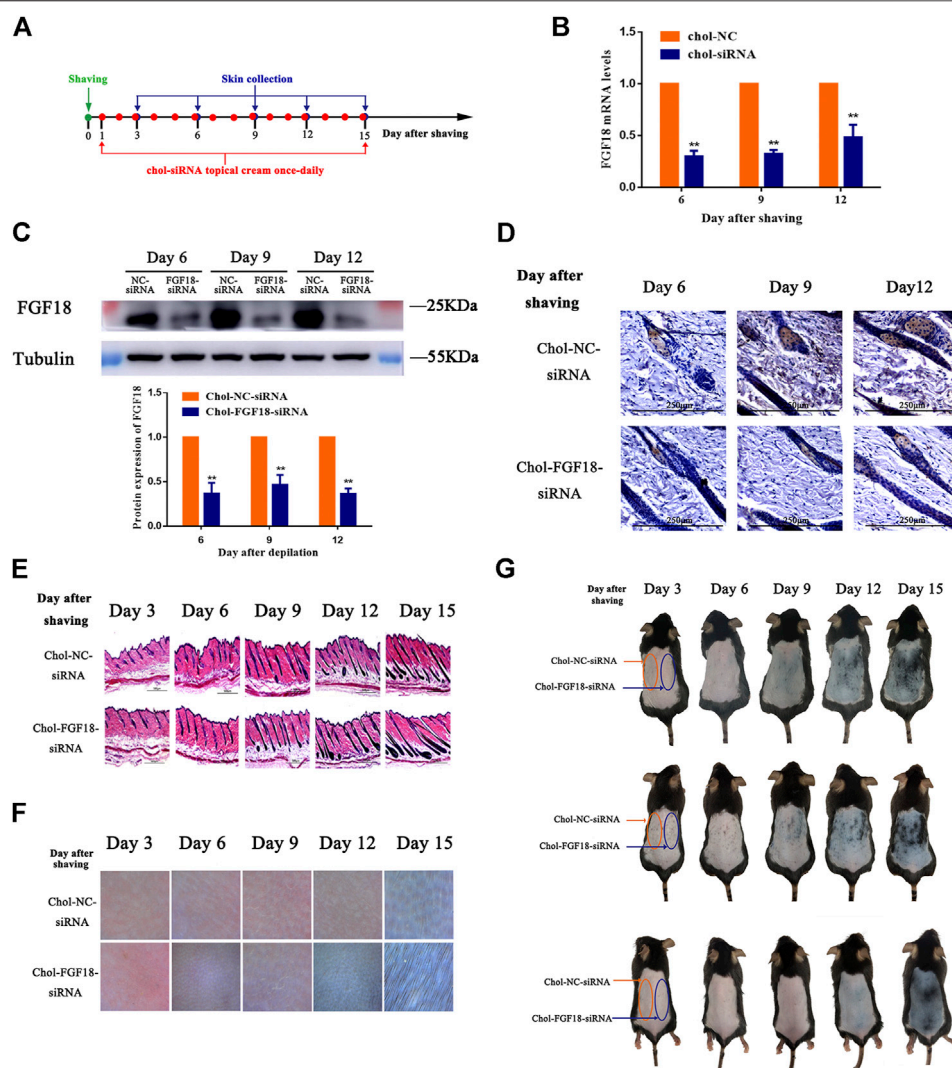 A
Shaving
Skin collection
0 1 3 6 9 12 15 Day after shaving
chol-siRNA topical cream once-daily
B
chol-NC
chol-siRNA
FGF18 mRNA levels
1.5
1.0
0.5
0.0
** ** **
6 9 12
Day after shaving
C
Day 6 Day 9 Day 12
NC-siRNA FGF18-siRNA NC-siRNA FGF18-siRNA NC-siRNA FGF18-siRNA
FGF18
—25KDa
Tubulin
—55KDa
Chol-NC-siRNA
Chol-FGF18-siRNA
Protein expression of FGF18
1.5
1.0
0.5
0.0
** ** **
6 9 12
Day after depilation
D
Day after
shaving
Day 6 Day 9 Day12
Chol-NC-
siRNA
250μm 250μm 250μm
Chol-FGF18-
siRNA
250μm 250μm 250μm
E
Day after
shaving
Day 3 Day 6 Day 9 Day 12 Day 15
Chol-NC-
siRNA
Chol-FGF18-
siRNA
F
Day after
shaving
Day 3 Day 6 Day 9 Day 12 Day 15
Chol-NC-
siRNA
Chol-FGF18-
siRNA
G
Day after
shaving
Day 3 Day 6 Day 9 Day 12 Day 15
Chol-NC-siRNA
Chol-FGF18-siRNA
Chol-NC-siRNA
Chol-FGF18-siRNA
Chol-NC-siRNA
Chol-FGF18-siRNA